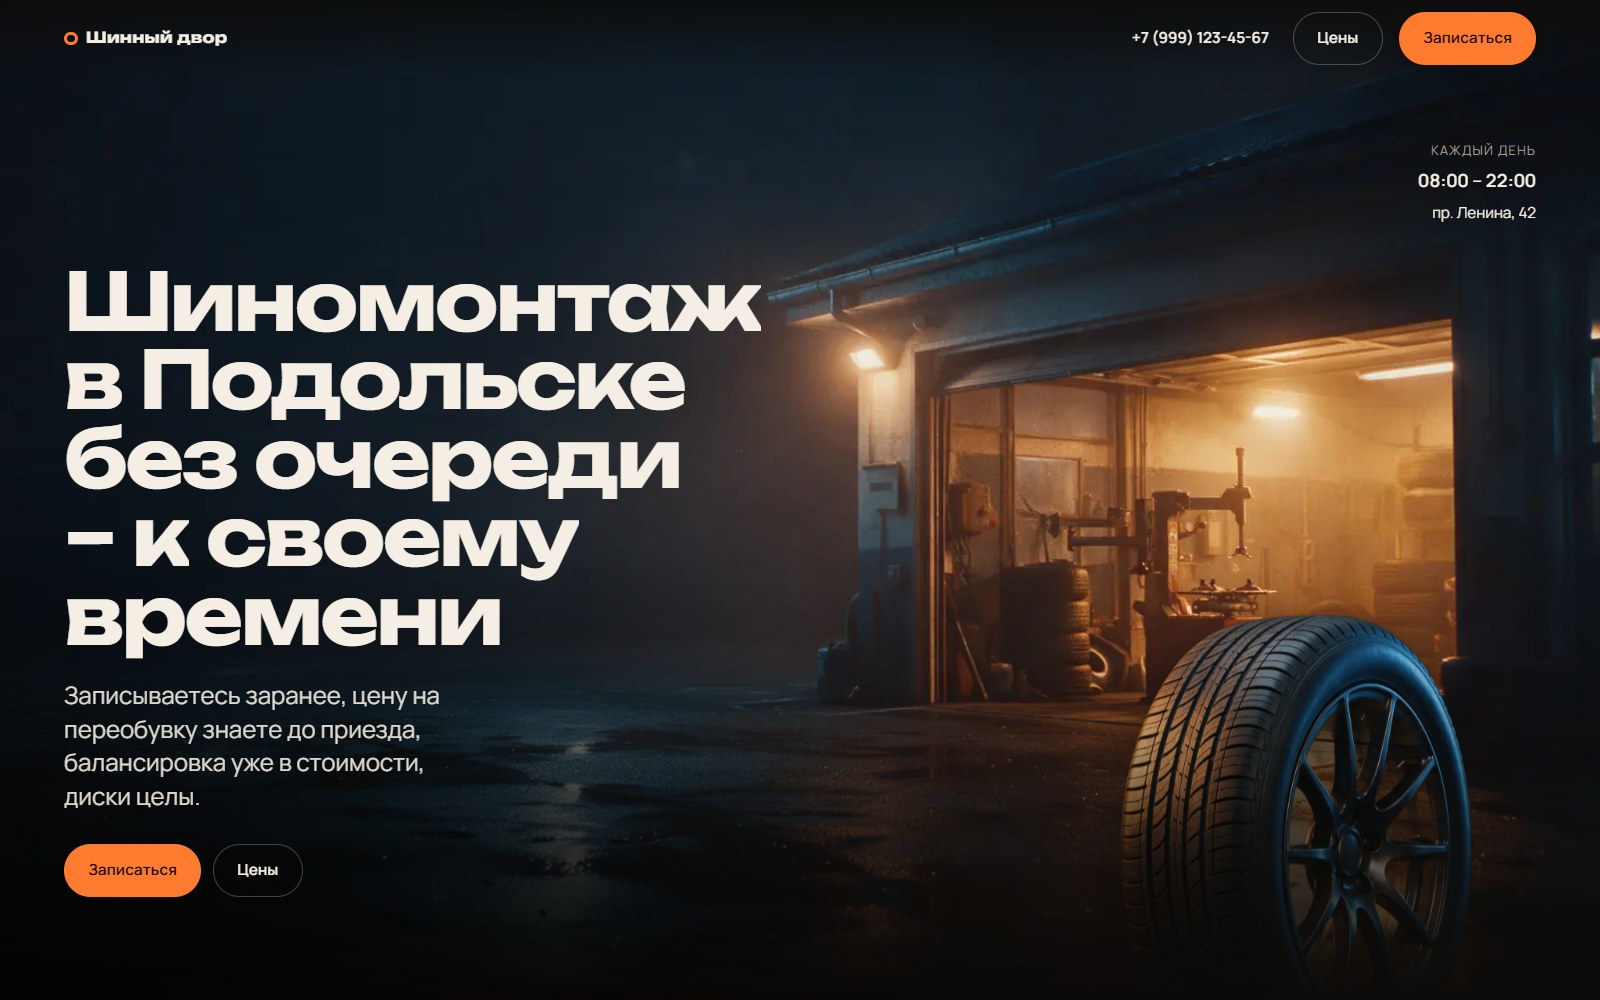 Шинный двор
+7 (999) 123-45-67
Цены
Записаться
КАЖДЫЙ ДЕНЬ
08:00 – 22:00
пр. Ленина, 42
Шиномонтаж
в Подольске
без очереди
– к своему
времени
Записываетесь заранее, цену на
переобувку знаете до приезда,
балансировка уже в стоимости,
диски целы.
Записаться
Цены